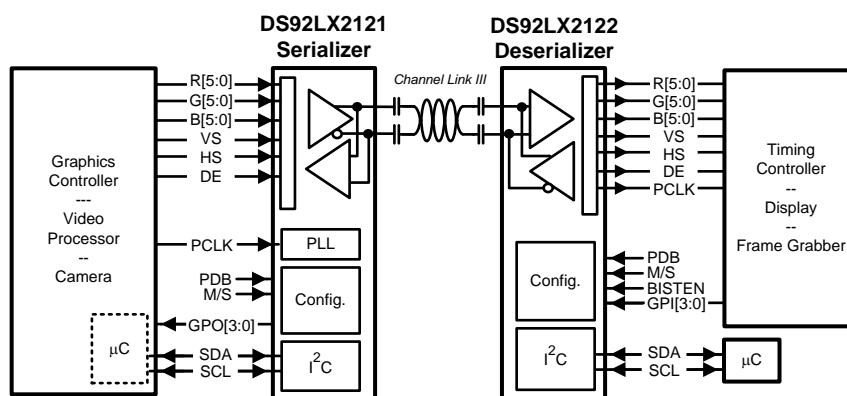 DS92LX2121
Serializer
DS92LX2122
Deserializer
Channel Link III
Graphics
Controller
---
Video
Processor
--
Camera
μC
R[5:0]
G[5:0]
B[5:0]
VS
HS
DE
PCLK
PDB
M/S
GPO[3:0]
SDA
SCL
PLL
Config.
I2C
Config.
I2C
R[5:0]
G[5:0]
B[5:0]
VS
HS
DE
PCLK
PDB
M/S
BISTEN
GPI[3:0]
SDA
SCL
Timing
Controller
--
Display
--
Frame Grabber
μC